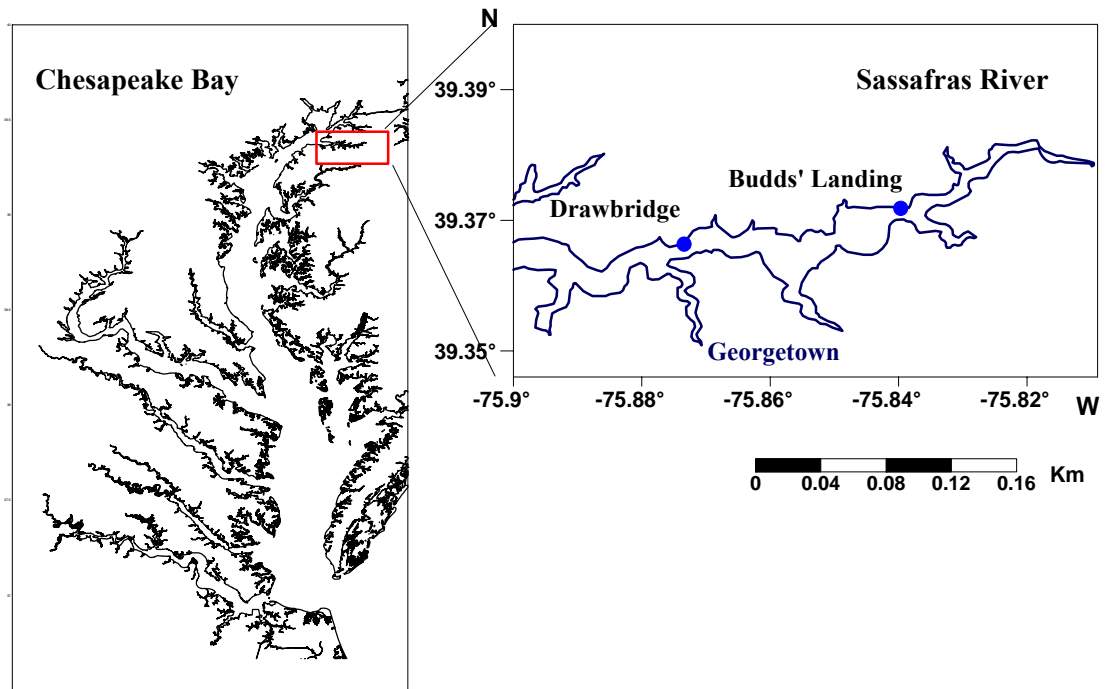 Chesapeake Bay
N
Sassafras River
39.39°
39.37°
39.35°
Budds' Landing
Drawbridge
Georgetown
-75.9° -75.88° -75.86° -75.84° -75.82°
W
0 0.04 0.08 0.12 0.16 Km